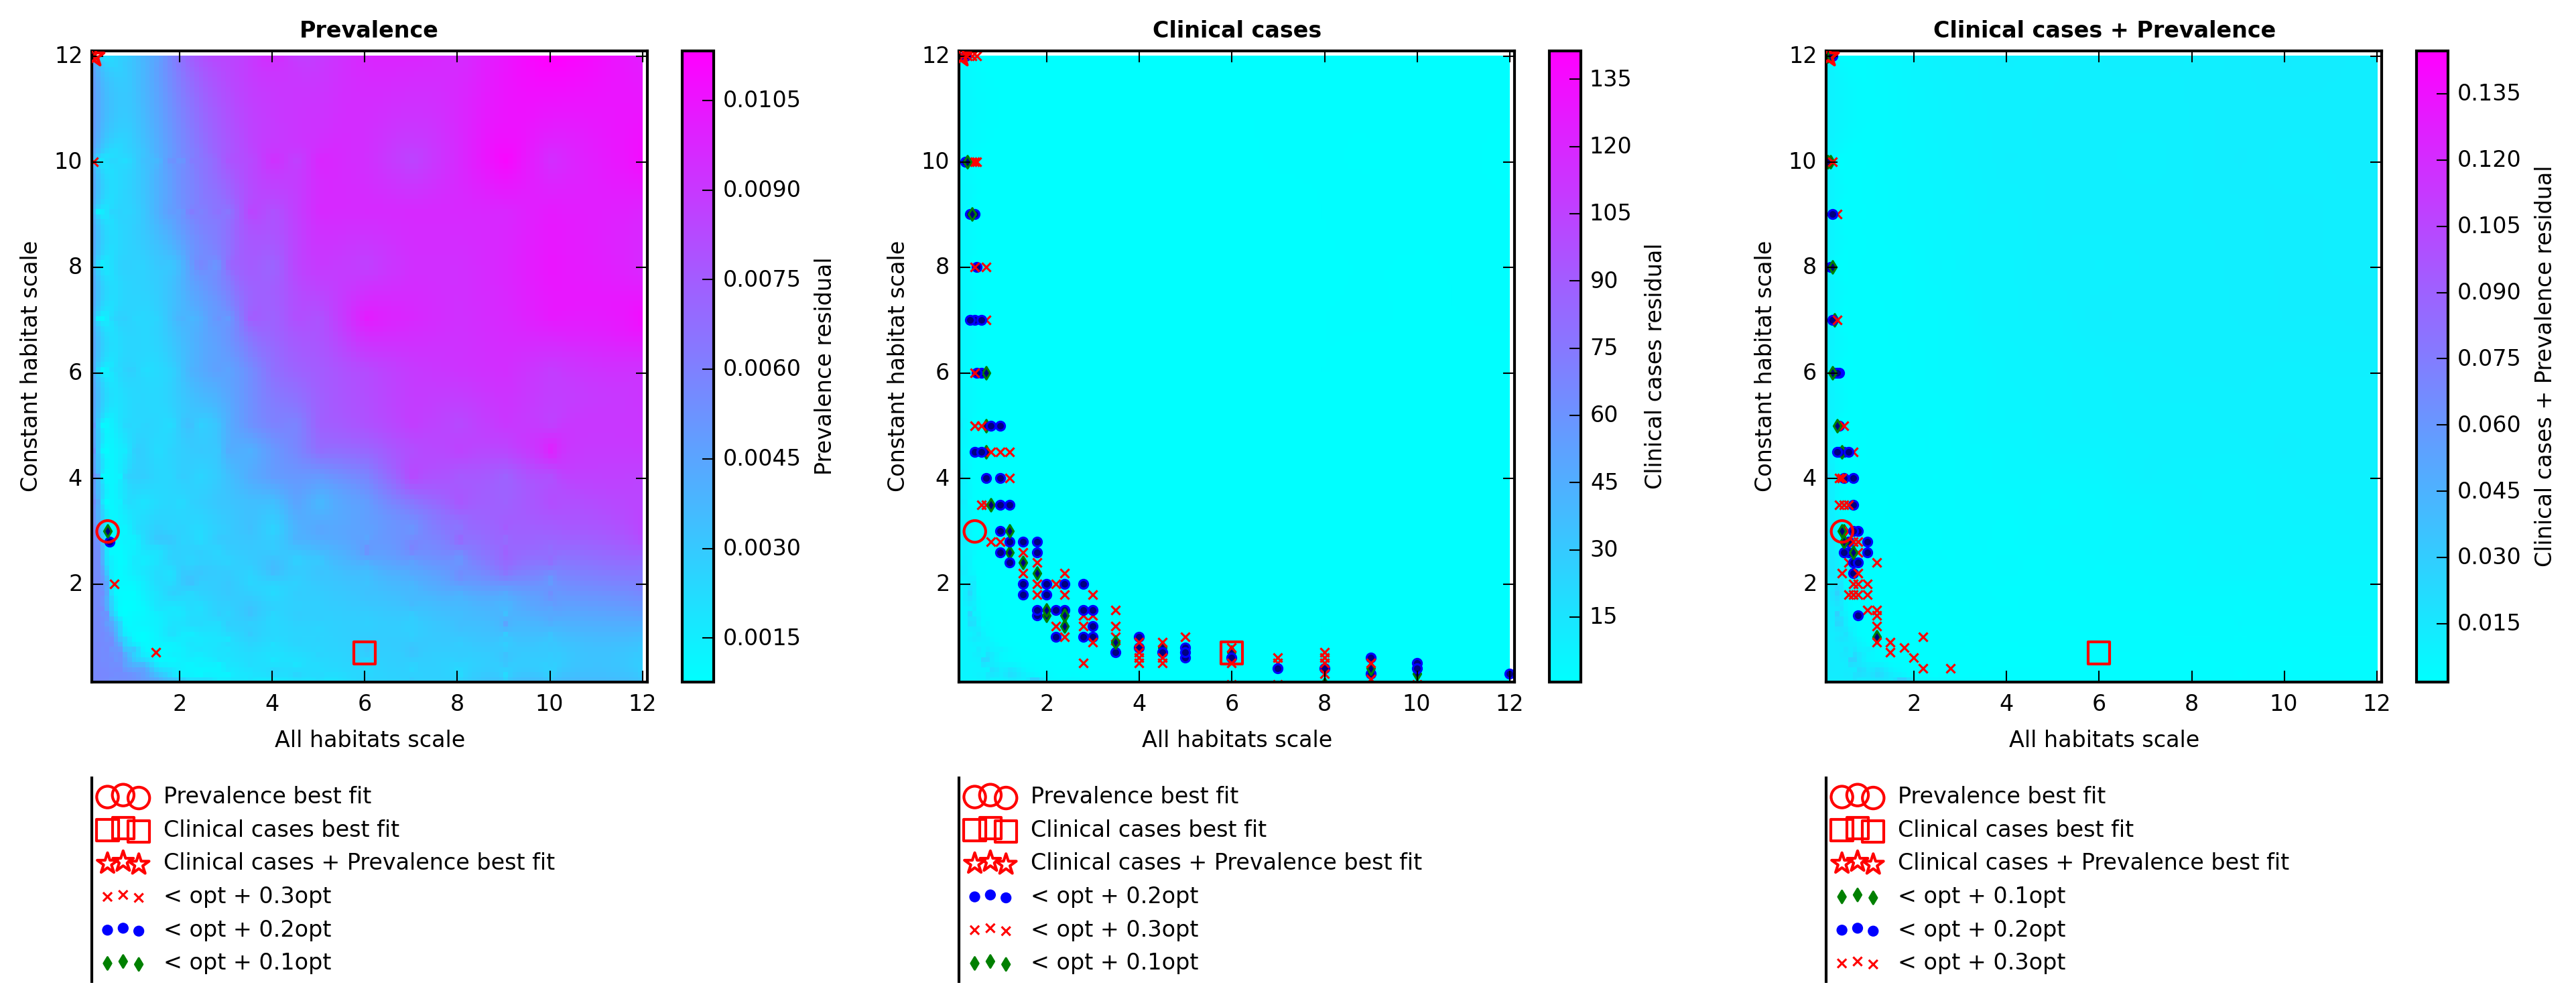 Prevalence
12
10
8
6
4
2
Constant habitat scale
2 4 6 8 10 12
All habitats scale
0.0105
0.0090
0.0075
0.0060
0.0045
0.0030
0.0015
Prevalence residual
Prevalence best fit
Clinical cases best fit
Clinical cases + Prevalence best fit
< opt + 0.3opt
< opt + 0.2opt
< opt + 0.1opt
Clinical cases
12
10
8
6
4
2
Constant habitat scale
2 4 6 8 10 12
All habitats scale
135
120
105
90
75
60
45
30
15
Clinical cases residual
Prevalence best fit
Clinical cases best fit
Clinical cases + Prevalence best fit
< opt + 0.2opt
< opt + 0.3opt
< opt + 0.1opt
Clinical cases + Prevalence
12
10
8
6
4
2
Constant habitat scale
2 4 6 8 10 12
All habitats scale
0.135
0.120
0.105
0.090
0.075
0.060
0.045
0.030
0.015
Clinical cases + Prevalence residual
Prevalence best fit
Clinical cases best fit
Clinical cases + Prevalence best fit
< opt + 0.1opt
< opt + 0.2opt
< opt + 0.3opt